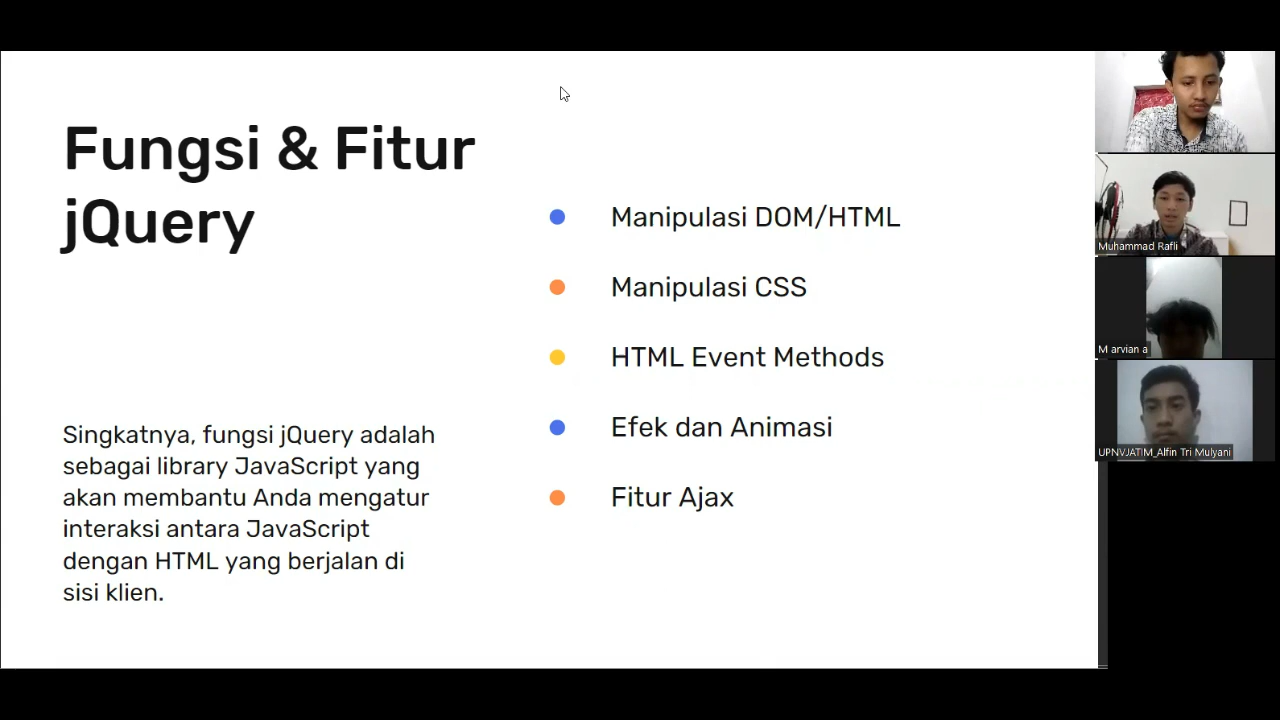 Fungsi & Fitur
jQuery
Singkatnya, fungsi jQuery adalah
sebagai library JavaScript yang
akan membantu Anda mengatur
interaksi antara JavaScript
dengan HTML yang berjalan di
sisi klien.
Manipulasi DOM/HTML
Manipulasi CSS
HTML Event Methods
Efek dan Animasi
Fitur Ajax
Muhammad Rafli
M arvian a
UPNVJATIM_Alfin Tri Mulyani